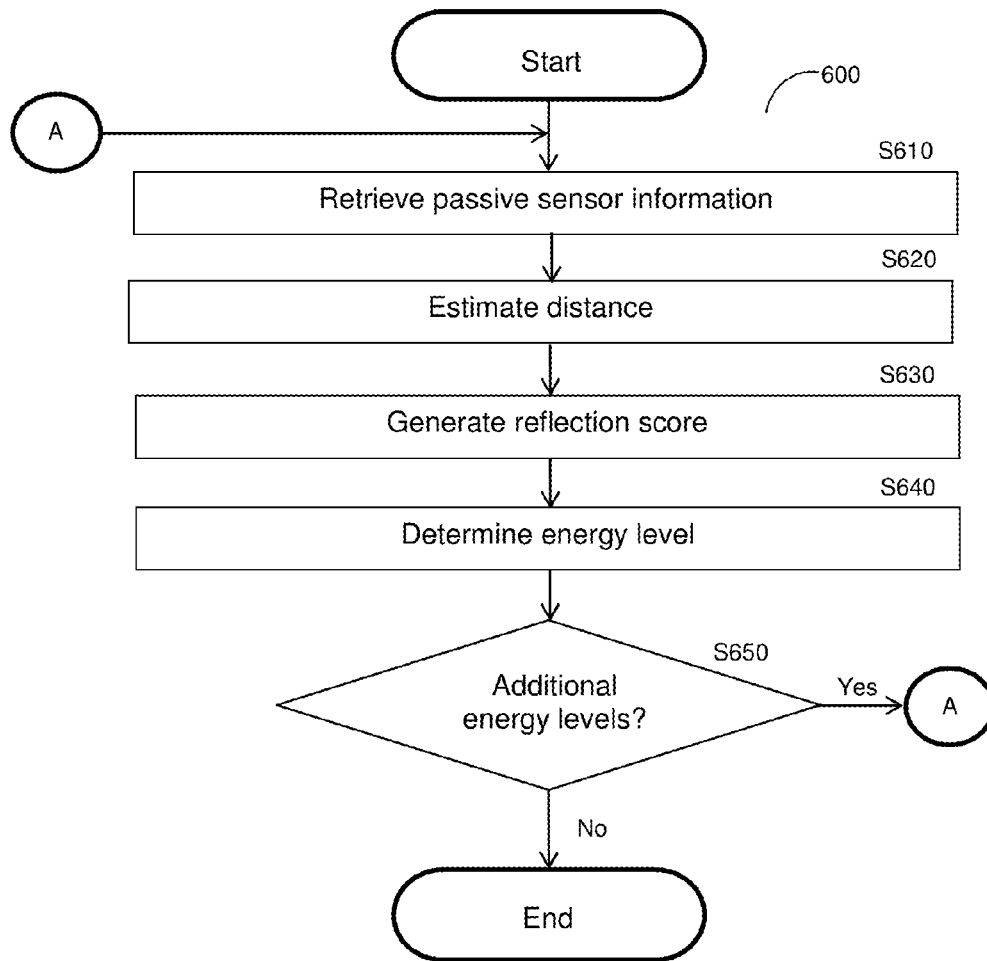 Start
600
A
S610
Retrieve passive sensor information
S620
Estimate distance
S630
Generate reflection score
S640
Determine energy level
S650
Additional
energy levels?
Yes
A
No
End